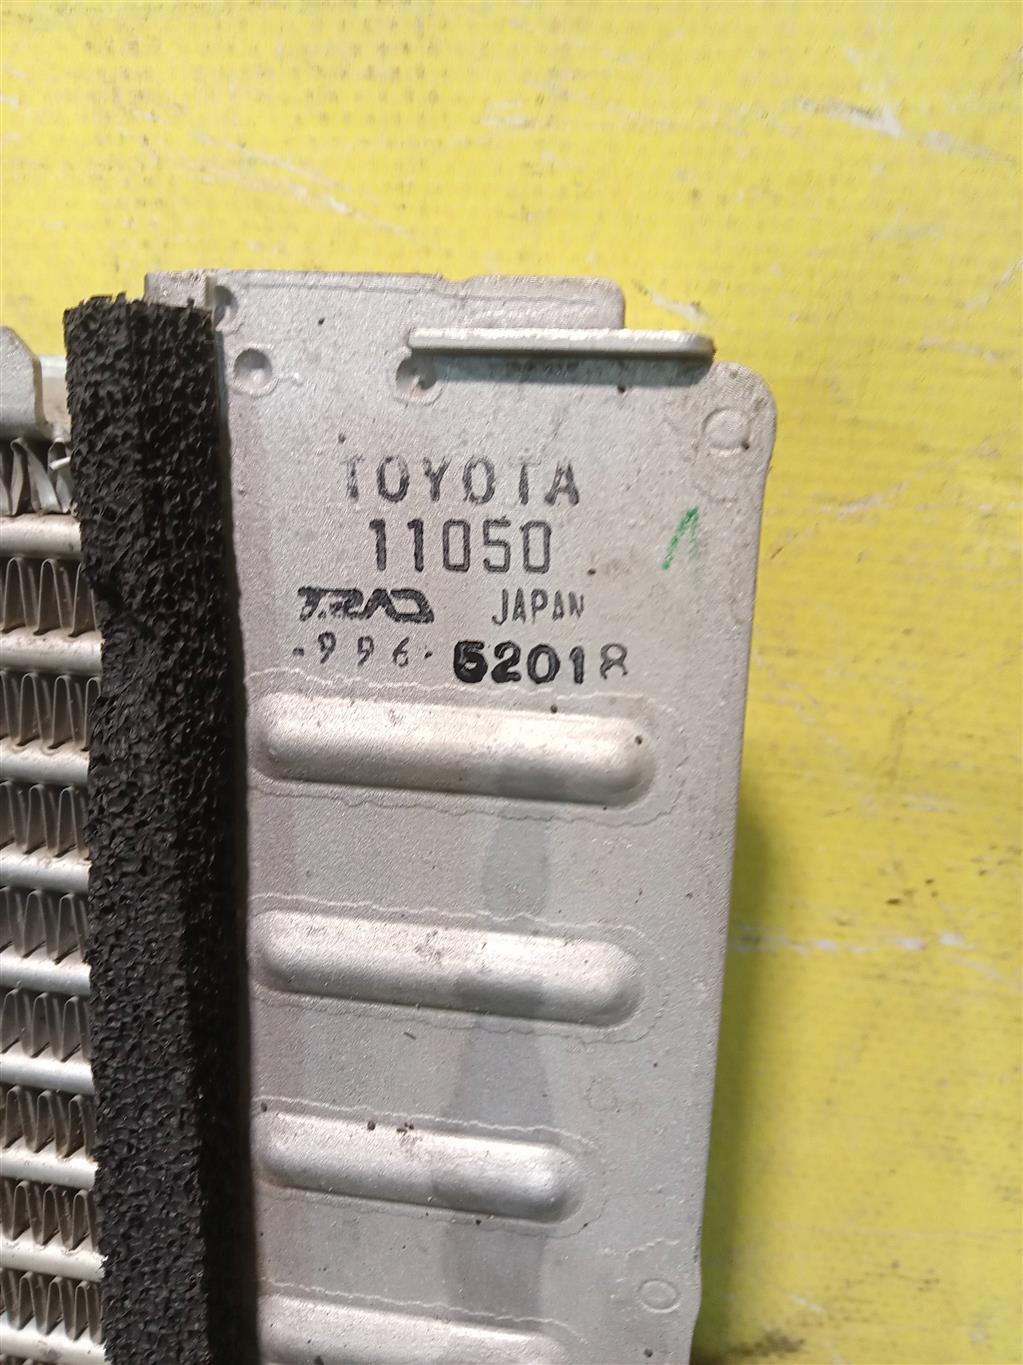 TOYOTA
11050
T.RAD JAPAN
.996. 52018